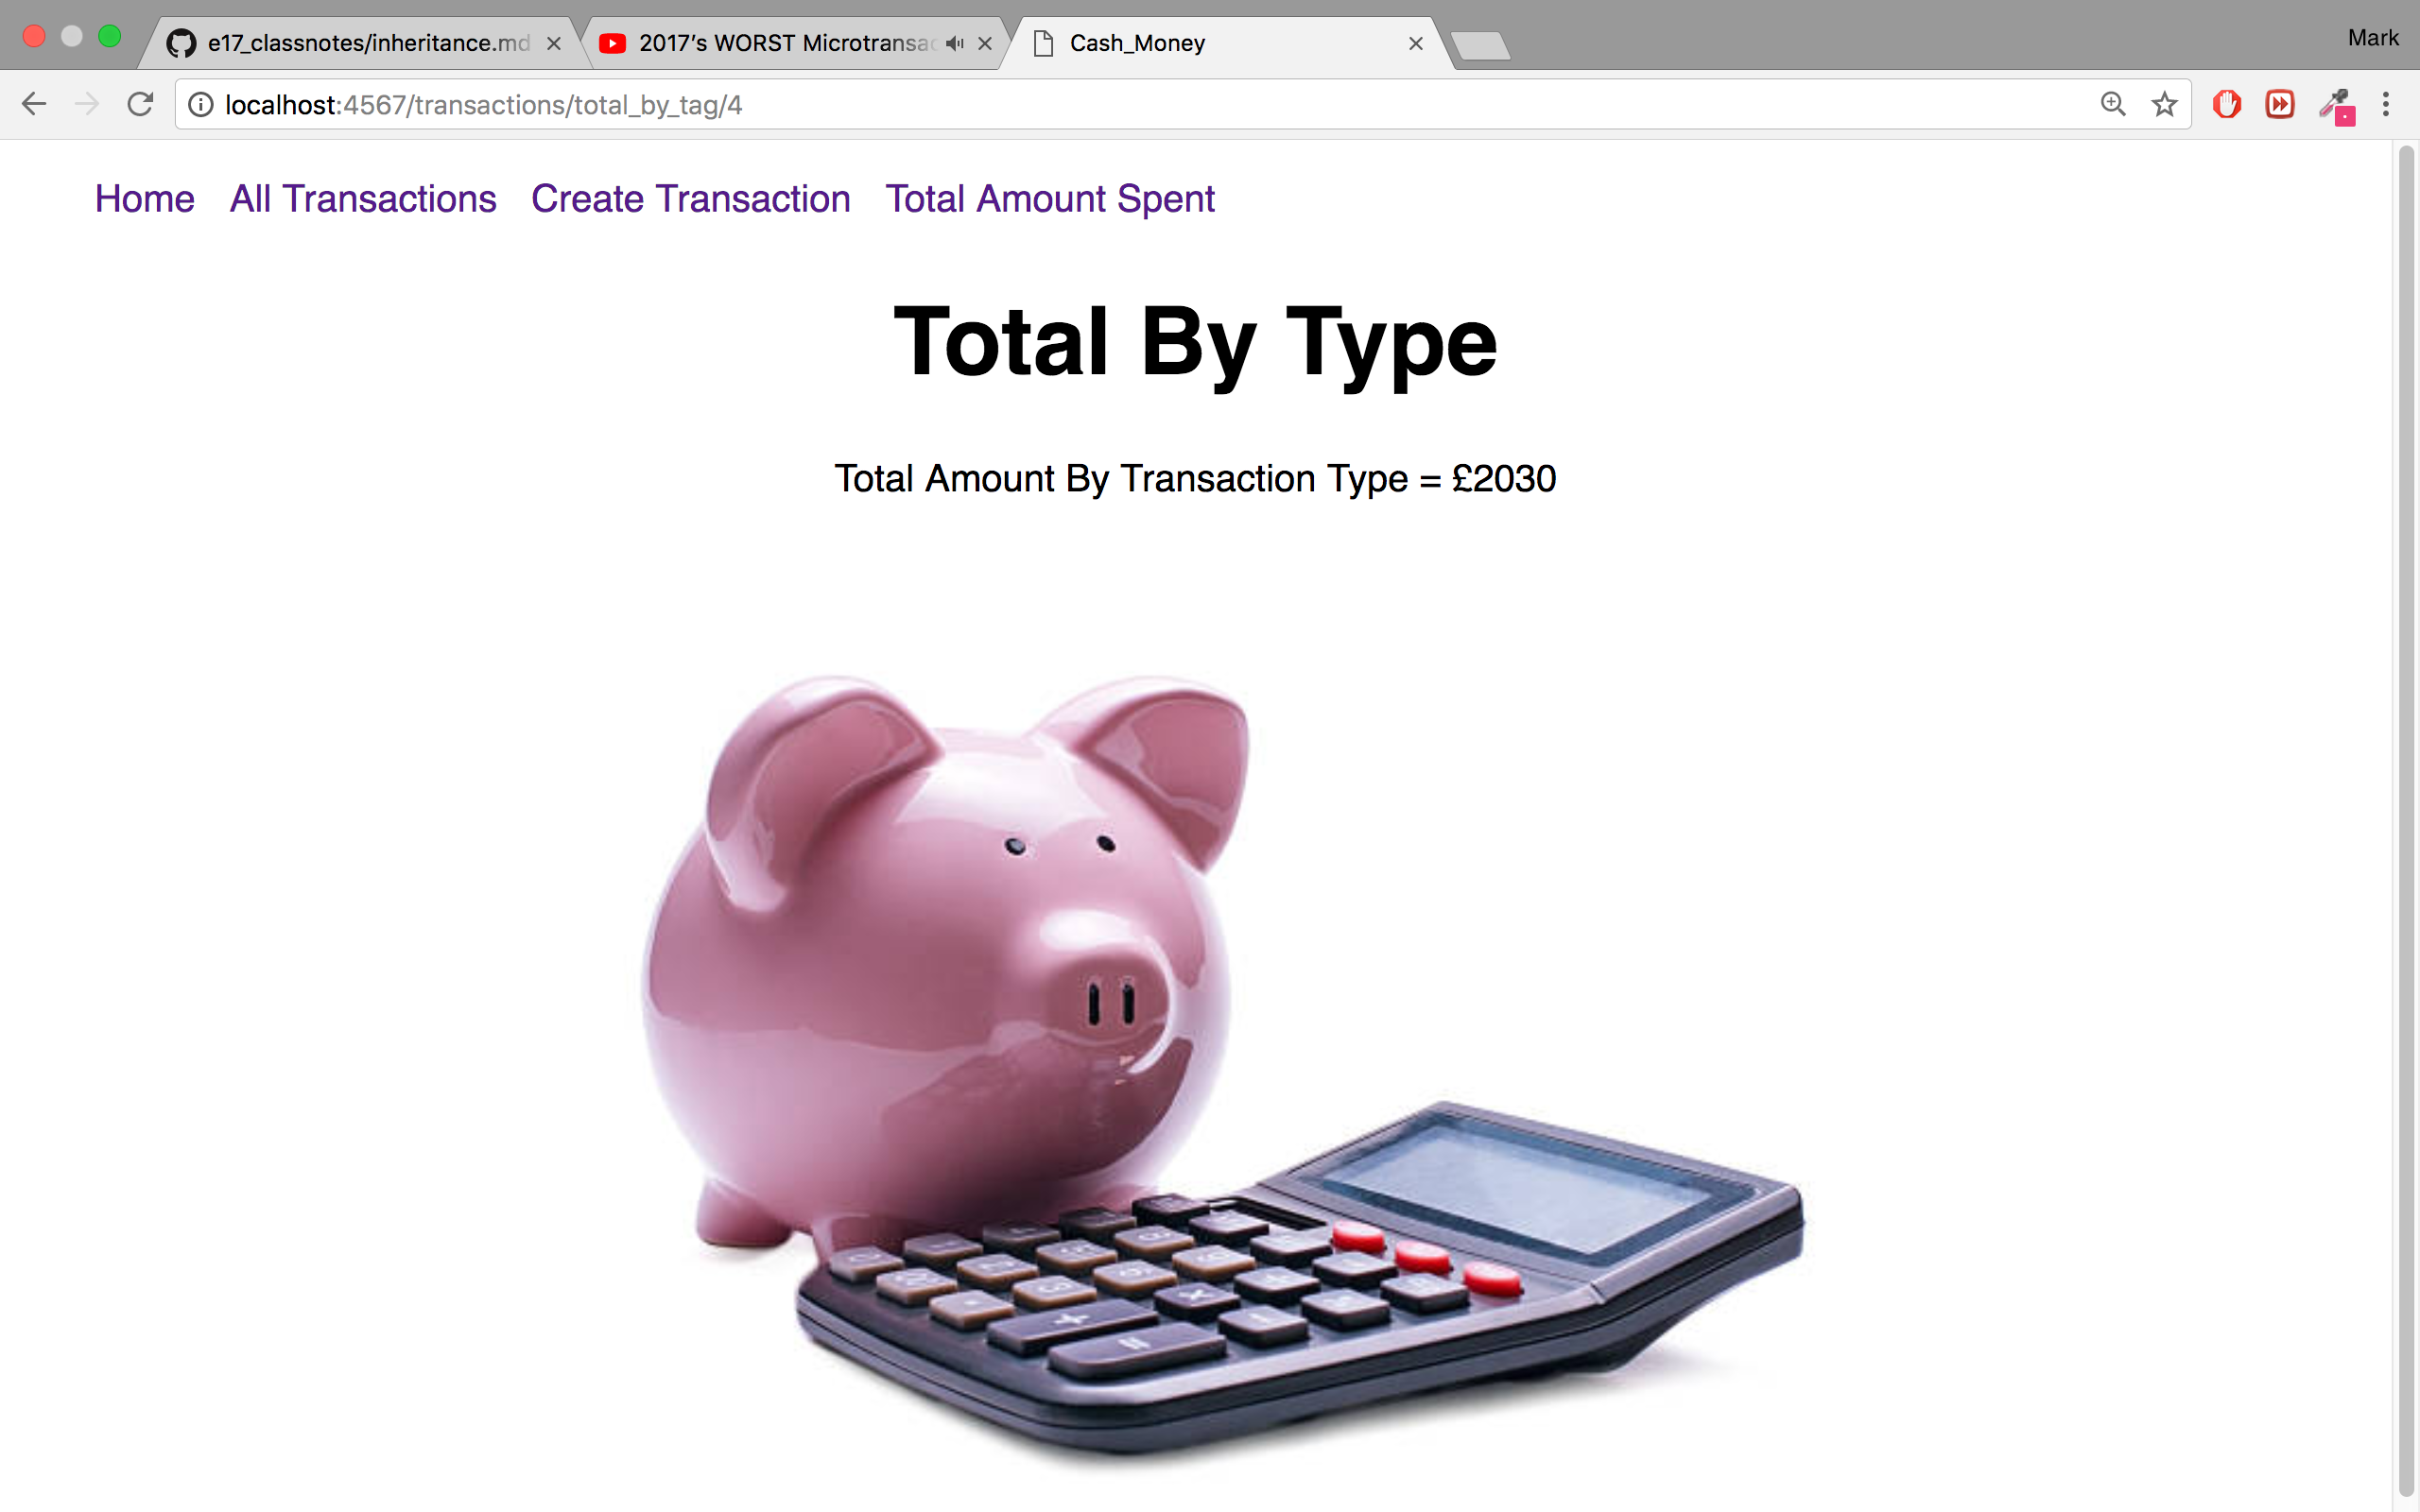 e17_classnotes/inheritance.md
2017's WORST Microtransac
Cash_Money
Mark
localhost:4567/transactions/total_by_tag/4
Home All Transactions Create Transaction Total Amount Spent
Total By Type
Total Amount By Transaction Type = £2030